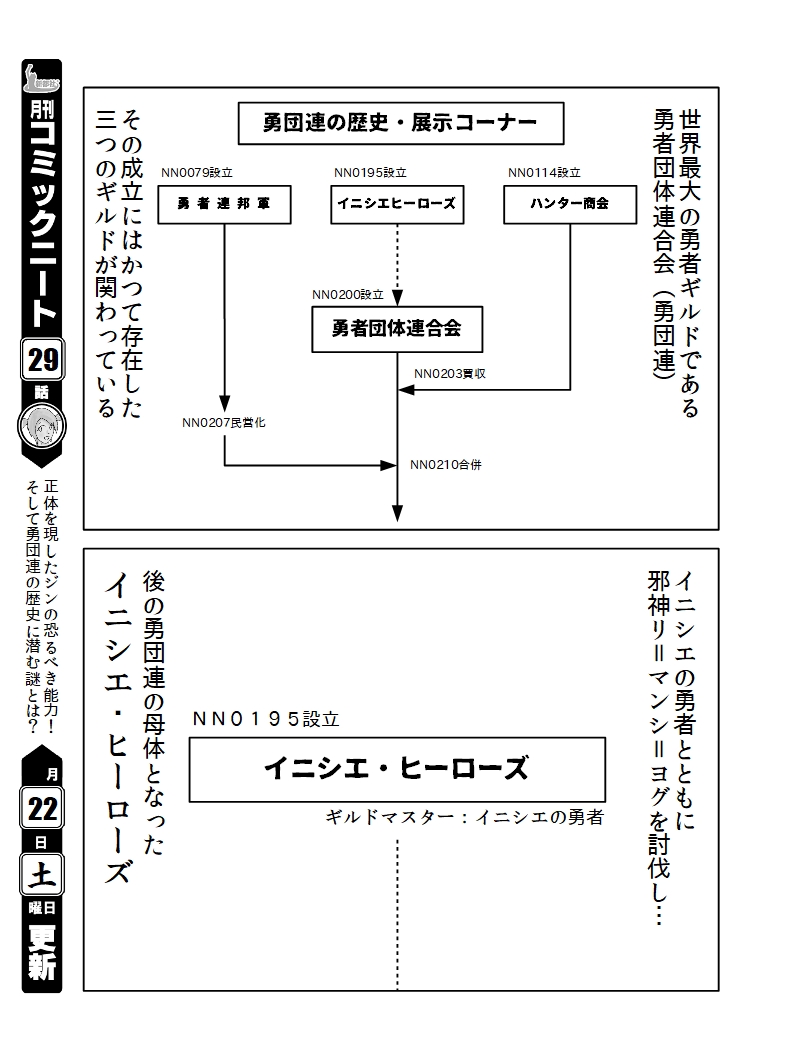 世界最大の勇者ギルドである
勇者団体連合会（勇団連）
勇団連の歴史・展示コーナー
NN0079設立
勇者連邦軍
NN0195設立
イニシエヒーローズ
NN0114設立
ハンター商会
NN0200設立
勇者団体連合会
NN0203買収
NN0207民営化
NN0210合併
その成立にはかつて存在した
三つのギルドが関わっている
イニシエの勇者とともに
邪神リ＝マンシ＝ヨグを討伐し…
NN0195設立
イニシエ・ヒーローズ
ギルドマスター：イニシエの勇者
後の勇団連の母体となった
イニシエ・ヒーローズ
新都社
月刊
コミックニート
29
話
正体を現したジンの恐るべき能力！
そして勇団連の歴史に潜む謎とは？
月
22
日
土
曜日
更新